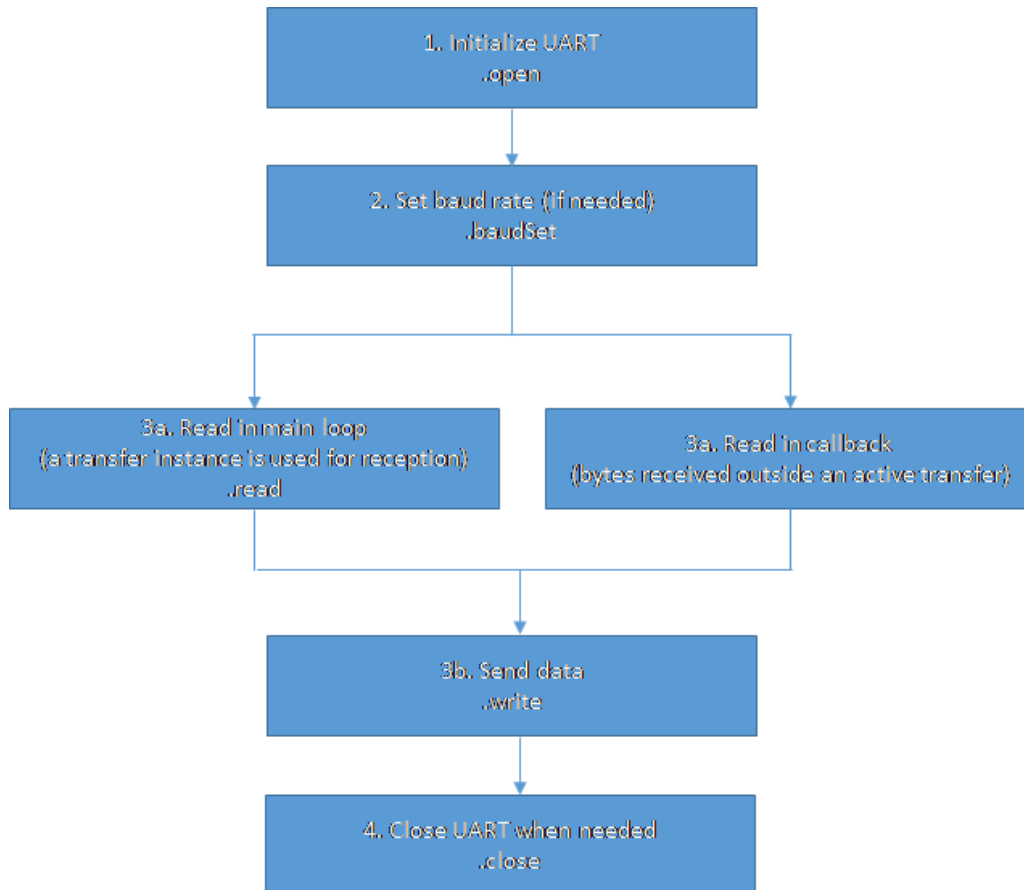 1. Initialize UART
.open
2. Set baud rate (if needed)
.baudSet
3a. Read in main loop
(a transfer instance is used for reception)
.read
3a. Read in callback
(bytes received outside an active transfer)
3b. Send data
.write
4. Close UART when needed
.close